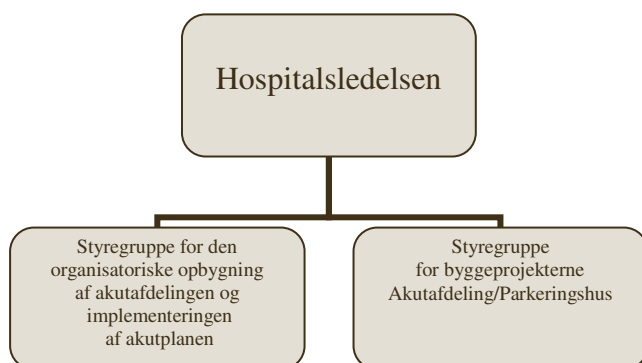 Hospitalsledelsen
Styregruppe for den
organisatoriske opbygning
af akutafdelingen og
implementeringen
af akutplanen
Styregruppe
for byggeprojekterne
Akutafdeling/Parkeringshus